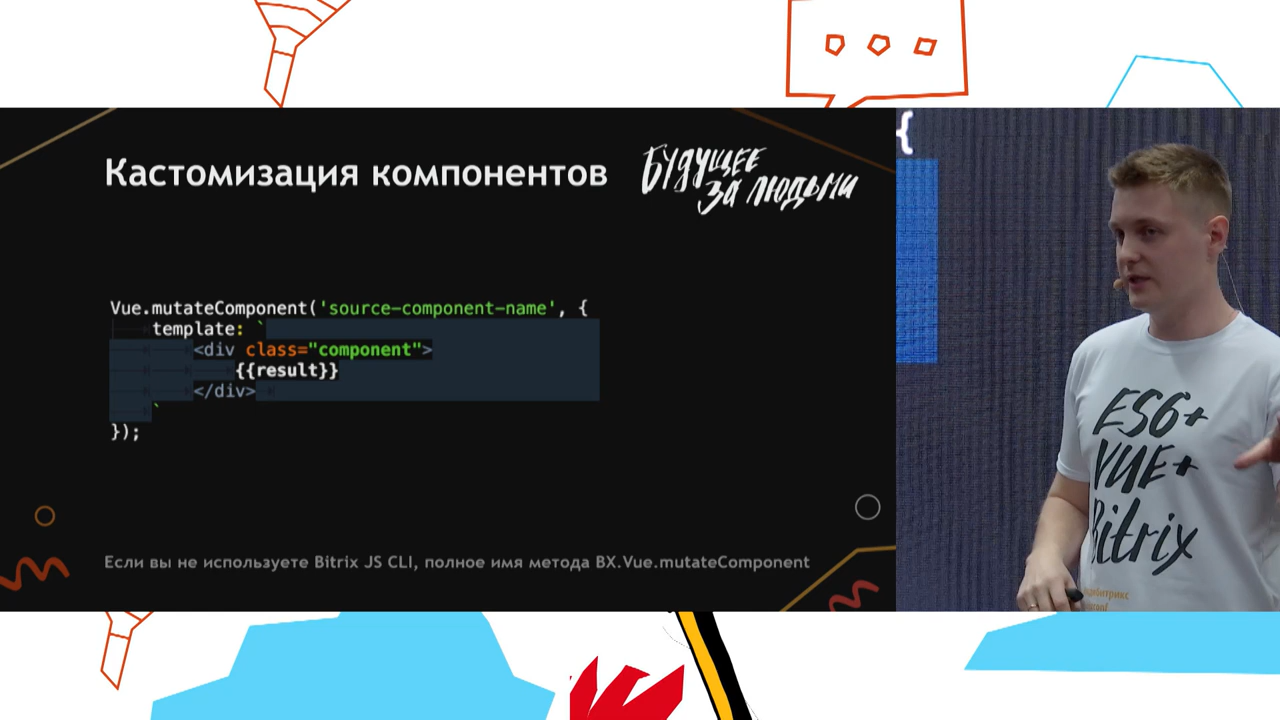 Кастомизация компонентов
БУДУЩЕЕ
ЗА ЛЮДЬМИ
Vue.mutateComponent('source-component-name', {
template: `
<div class="component">
{{result}}
</div>
`
});
Если вы не используете Bitrix JS CLI, полное имя метода BX.Vue.mutateComponent
{
ES6+
VUE+
Bitrix